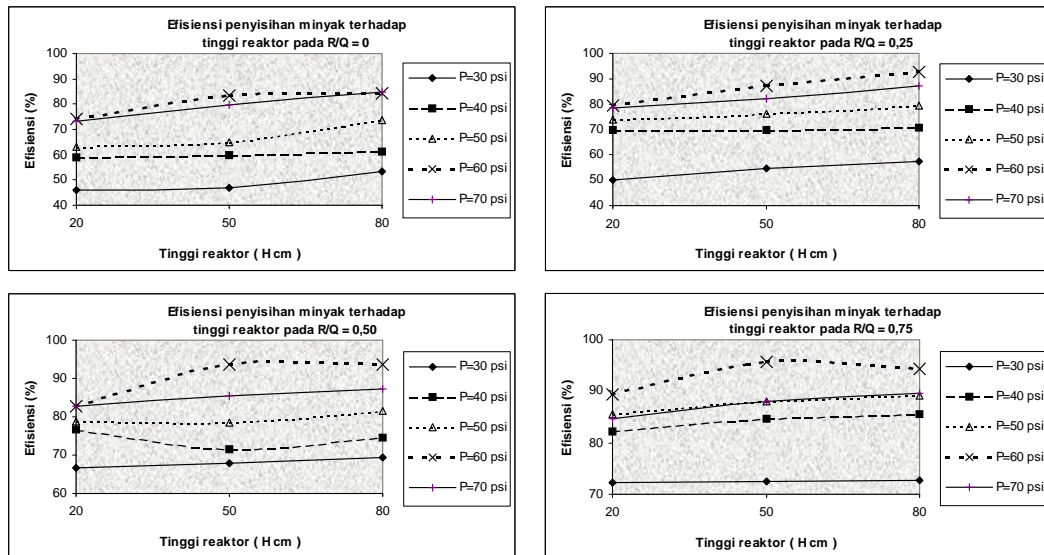 Efisiensi penyisihan minyak terhadap
tinggi reaktor pada R/Q = 0
Efisiensi (%)
100
90
80
70
60
50
40
20
50
80
Tinggi reaktor ( H cm )
P=30 psi
P=40 psi
P=50 psi
P=60 psi
P=70 psi
Efisiensi penyisihan minyak terhadap
tinggi reaktor pada R/Q = 0,25
Efisiensi (%)
100
90
80
70
60
50
40
20
50
80
Tinggi reaktor ( H cm )
P=30 psi
P=40 psi
P=50 psi
P=60 psi
P=70 psi
Efisiensi penyisihan minyak terhadap
tinggi reaktor pada R/Q = 0,50
Efisiensi (%)
100
90
80
70
60
20
50
80
Tinggi reaktor ( H cm )
P=30 psi
P=40 psi
P=50 psi
P=60 psi
P=70 psi
Efisiensi penyisihan minyak terhadap
tinggi reaktor pada R/Q = 0,75
Efisiensi (%)
100
90
80
70
20
50
80
Tinggi reaktor ( H cm )
P=30 psi
P=40 psi
P=50 psi
P=60 psi
P=70 psi